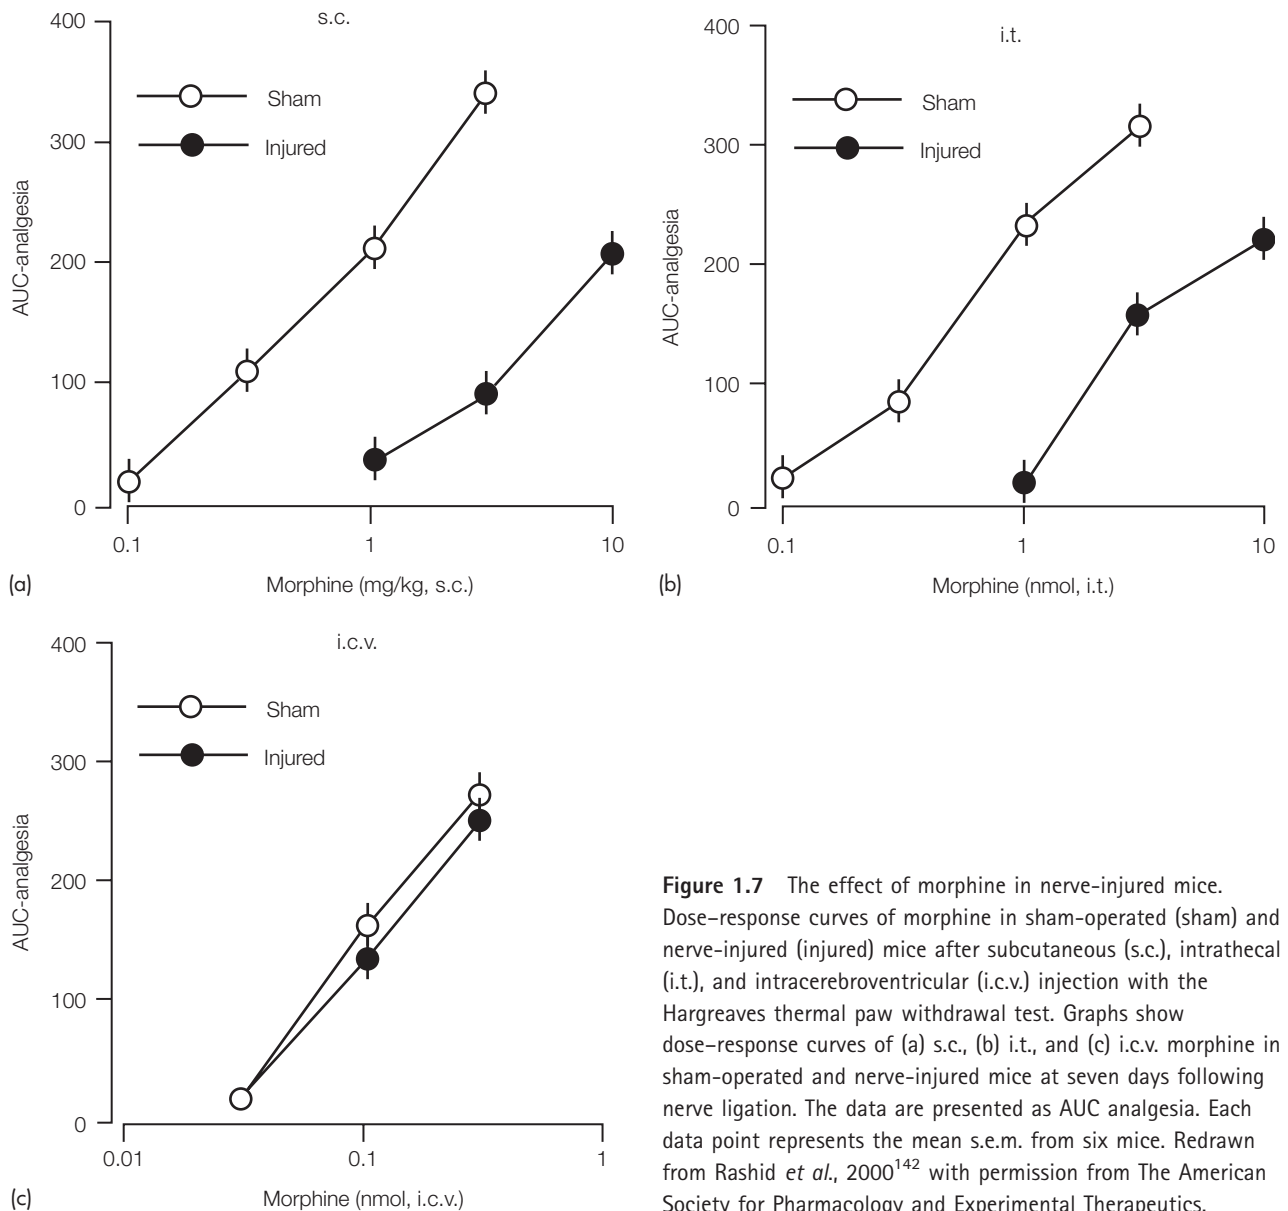 s.c.
400
300
200
100
0
Sham
Injured
AUC-analgesia
0.1
1
10
Morphine (mg/kg, s.c.)
(a)
i.t.
400
300
200
100
0
Sham
Injured
AUC-analgesia
0.1
1
10
Morphine (nmol, i.t.)
(b)
i.c.v.
400
300
200
100
0
Sham
Injured
AUC-analgesia
0.01
0.1
1
Morphine (nmol, i.c.v.)
(c)
Figure 1.7 The effect of morphine in nerve-injured mice.
Dose–response curves of morphine in sham-operated (sham) and
nerve-injured (injured) mice after subcutaneous (s.c.), intrathecal
(i.t.), and intracerebroventricular (i.c.v.) injection with the
Hargreaves thermal paw withdrawal test. Graphs show
dose–response curves of (a) s.c., (b) i.t., and (c) i.c.v. morphine in
sham-operated and nerve-injured mice at seven days following
nerve ligation. The data are presented as AUC analgesia. Each
data point represents the mean s.e.m. from six mice. Redrawn
from Rashid et al., 2000142 with permission from The American
Society for Pharmacology and Experimental Therapeutics.